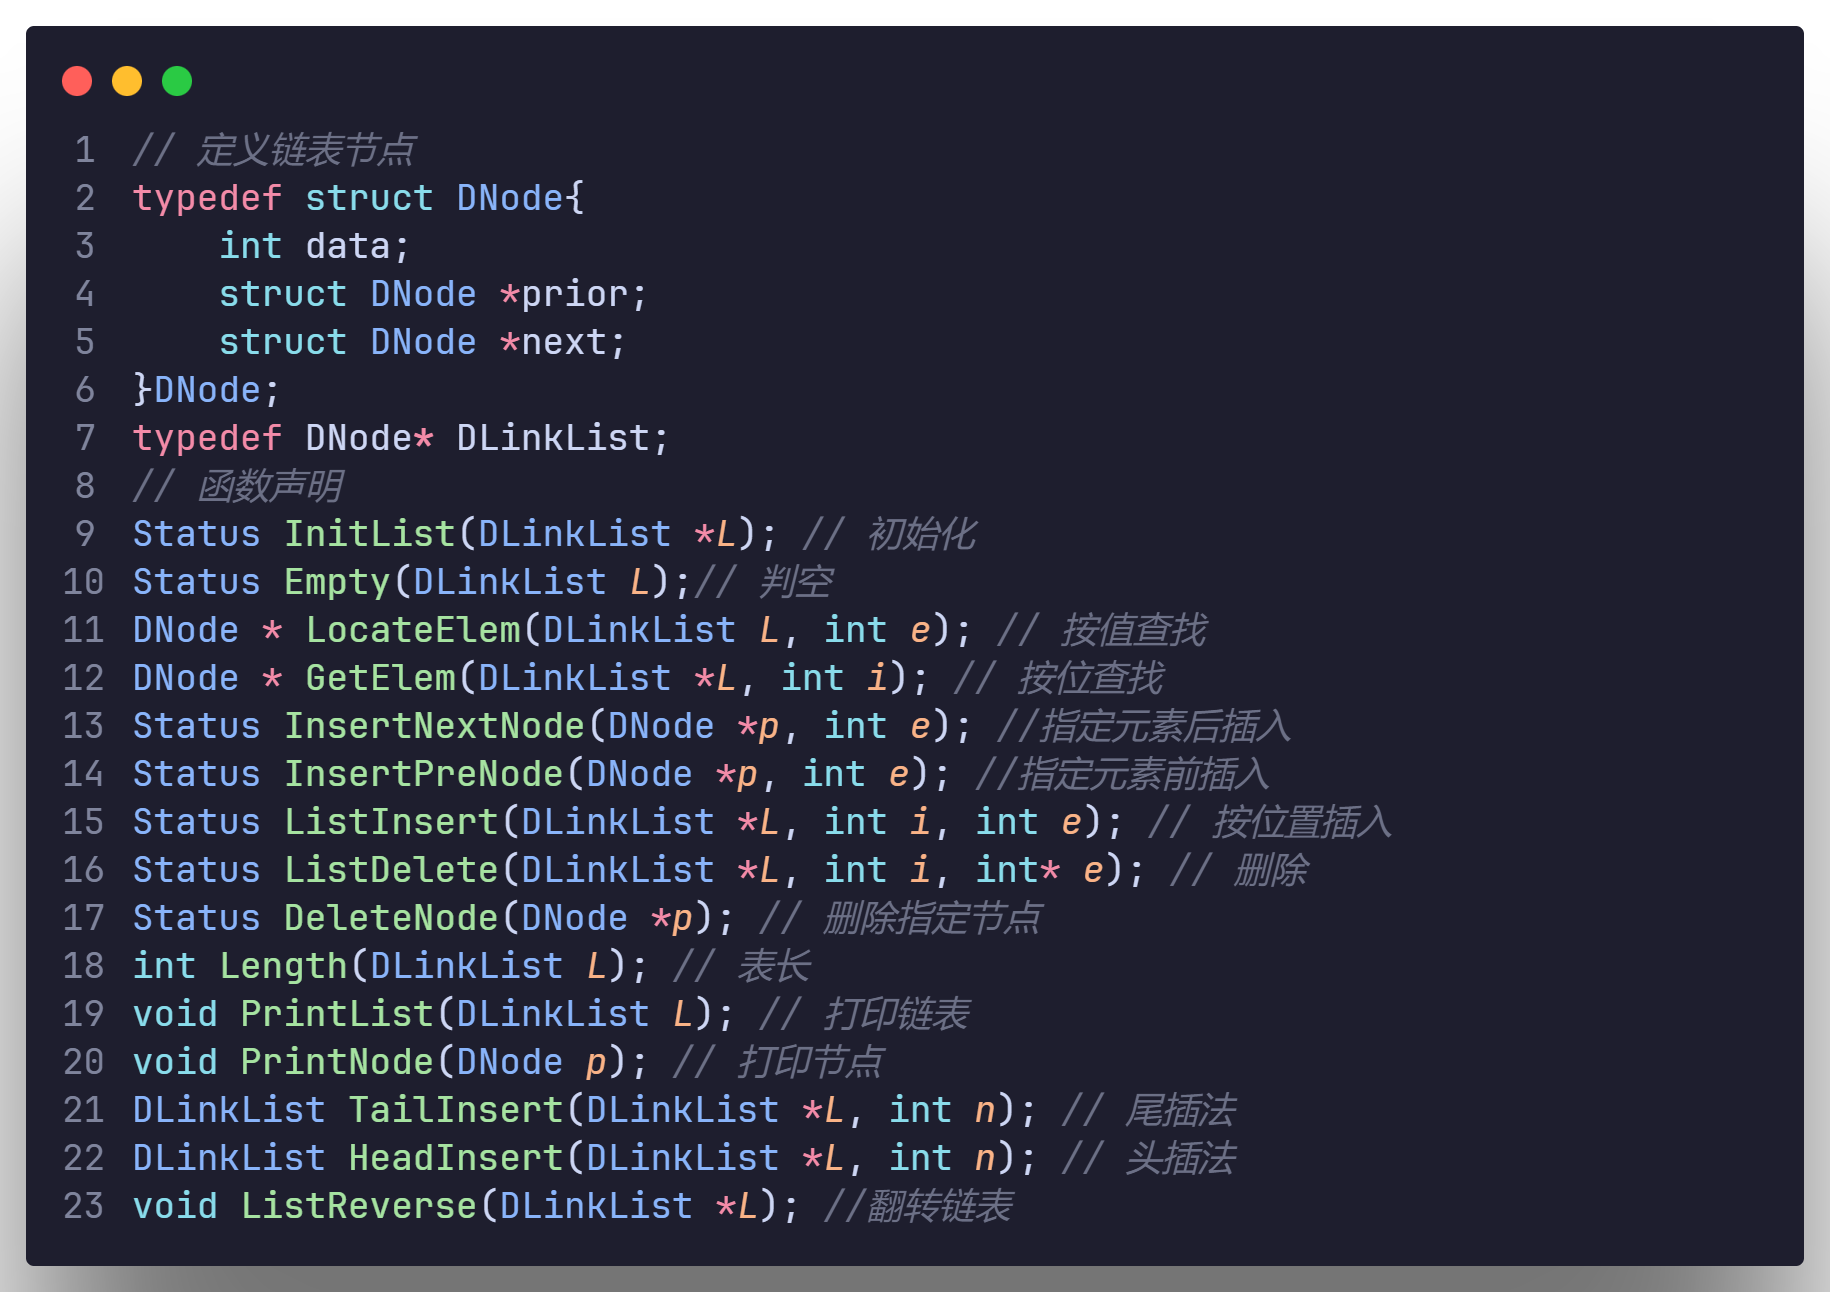 1 // 定义链表节点
2 typedef struct DNode{
3     int data;
4     struct DNode *prior;
5     struct DNode *next;
6 }DNode;
7 typedef DNode* DLinkList;
8 // 函数声明
9 Status InitList(DLinkList *L); // 初始化
10 Status Empty(DLinkList L);// 判空
11 DNode * LocateElem(DLinkList L, int e); // 按值查找
12 DNode * GetElem(DLinkList *L, int i); // 按位查找
13 Status InsertNextNode(DNode *p, int e); //指定元素后插入
14 Status InsertPreNode(DNode *p, int e); //指定元素前插入
15 Status ListInsert(DLinkList *L, int i, int e); // 按位置插入
16 Status ListDelete(DLinkList *L, int i, int* e); // 删除
17 Status DeleteNode(DNode *p); // 删除指定节点
18 int Length(DLinkList L); // 表长
19 void PrintList(DLinkList L); // 打印链表
20 void PrintNode(DNode p); // 打印节点
21 DLinkList TailInsert(DLinkList *L, int n); // 尾插法
22 DLinkList HeadInsert(DLinkList *L, int n); // 头插法
23 void ListReverse(DLinkList *L); //翻转链表